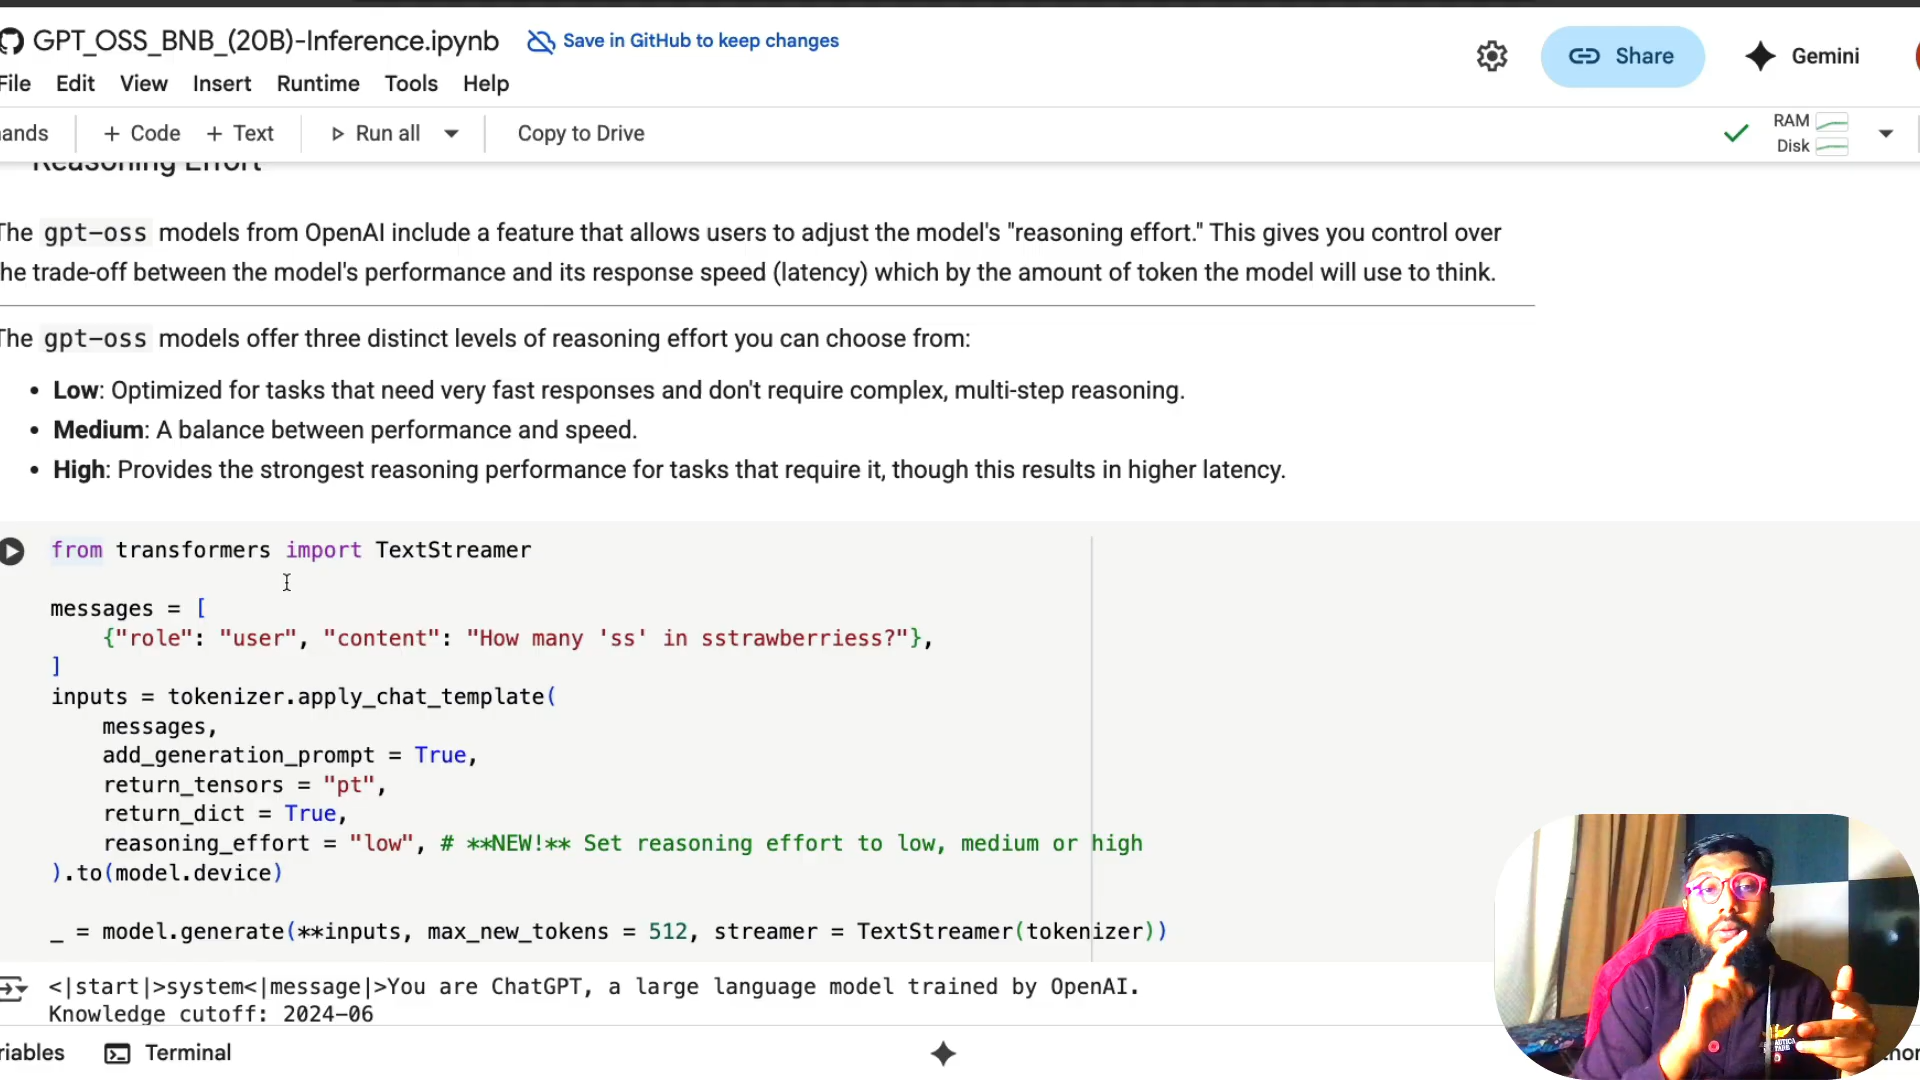 GPT_OSS_BNB_(20B)-Inference.ipynb Save in GitHub to keep changes
Share
Gemini
File Edit View Insert Runtime Tools Help
ands + Code + Text Run all Copy to Drive
RAM
Disk
Reasoning Effort
The gpt-oss models from OpenAI include a feature that allows users to adjust the model's "reasoning effort." This gives you control over
he trade-off between the model's performance and its response speed (latency) which by the amount of token the model will use to think.
The gpt-oss models offer three distinct levels of reasoning effort you can choose from:
• Low: Optimized for tasks that need very fast responses and don't require complex, multi-step reasoning.
• Medium: A balance between performance and speed.
• High: Provides the strongest reasoning performance for tasks that require it, though this results in higher latency.
from transformers import TextStreamer
messages = [
{"role": "user", "content": "How many 'ss' in sstrawberriess?"},
]
inputs = tokenizer.apply_chat_template(
messages,
add_generation_prompt = True,
return_tensors = "pt",
return_dict = True,
reasoning_effort = "low", # **NEW!** Set reasoning effort to low, medium or high
).to(model.device)
_ = model.generate(**inputs, max_new_tokens = 512, streamer = TextStreamer(tokenizer))
<|start|>system<|message|>You are ChatGPT, a large language model trained by OpenAI.
Knowledge cutoff: 2024-06
riables Terminal